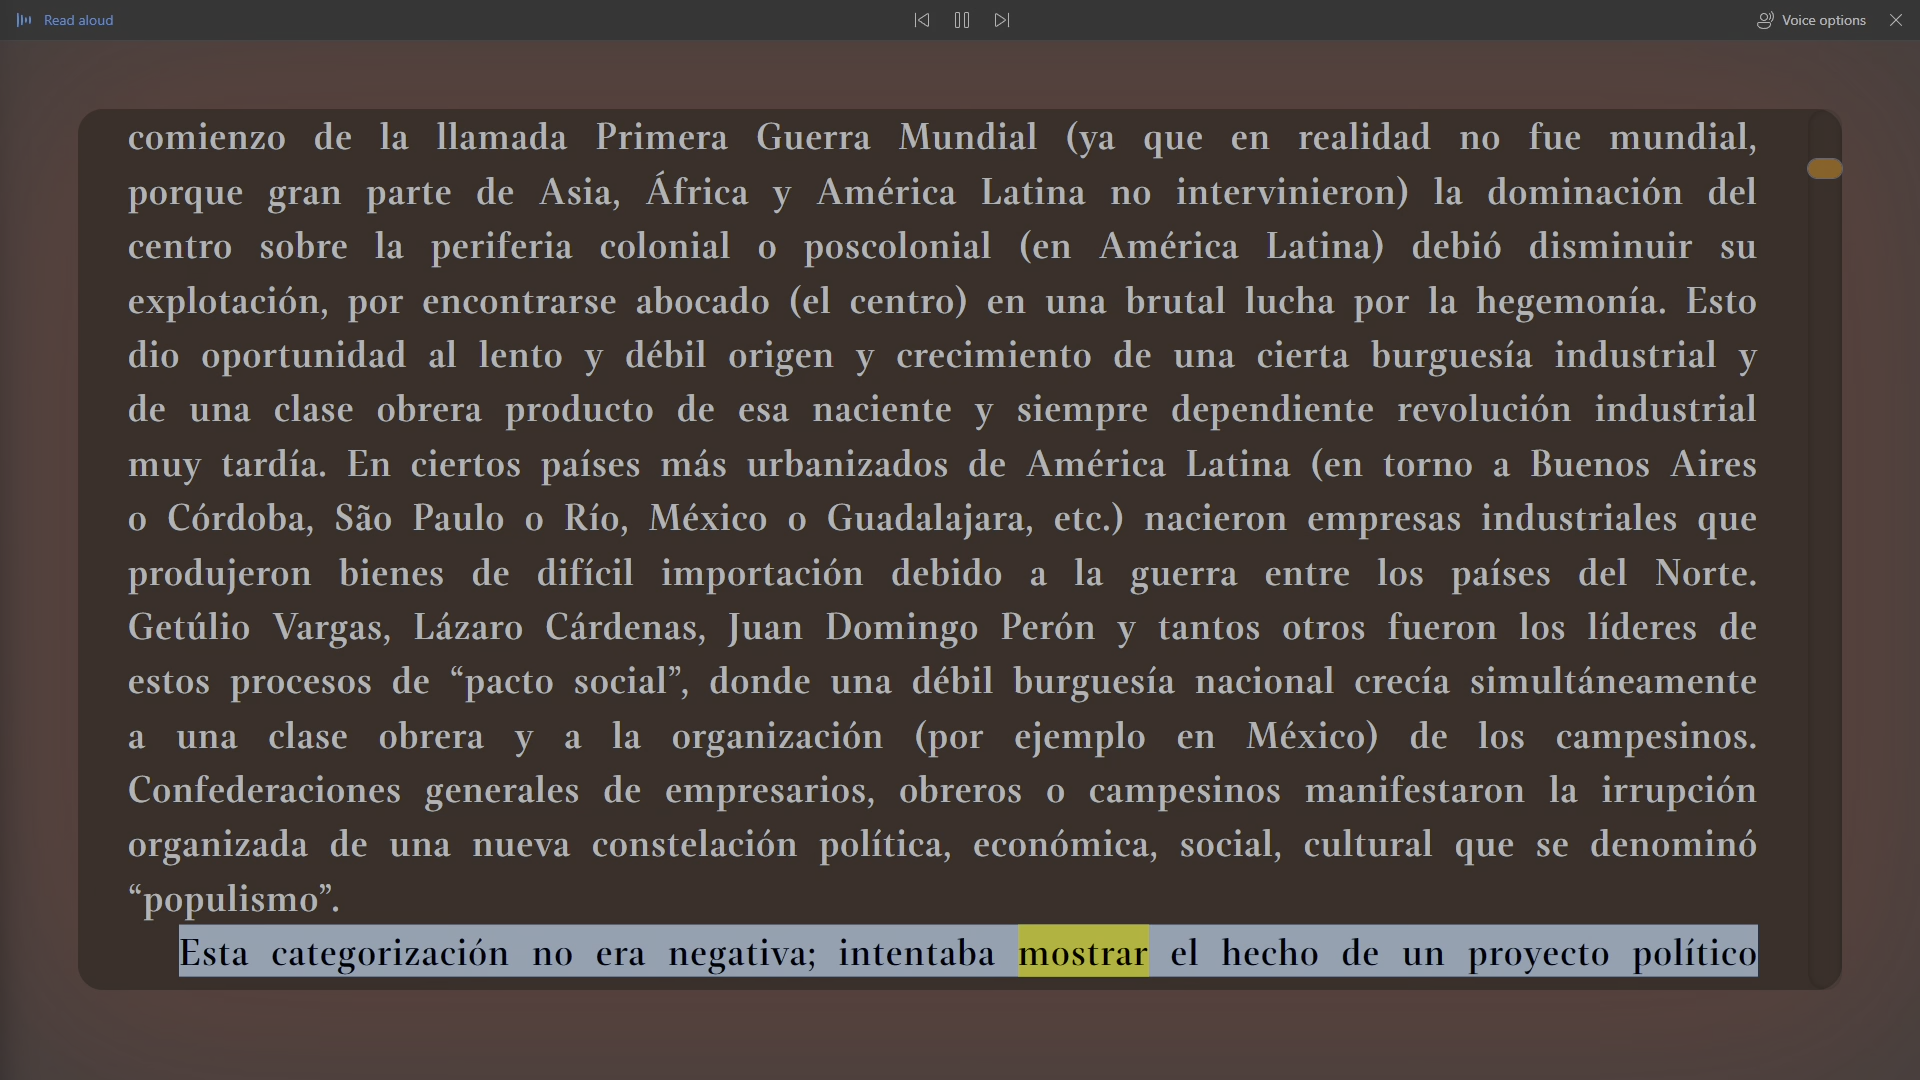 Read aloud
Voice options
comienzo de la llamada Primera Guerra Mundial (ya que en realidad no fue mundial,
porque gran parte de Asia, África y América Latina no intervinieron) la dominación del
centro sobre la periferia colonial o poscolonial (en América Latina) debió disminuir su
explotación, por encontrarse abocado (el centro) en una brutal lucha por la hegemonía. Esto
dio oportunidad al lento y débil origen y crecimiento de una cierta burguesía industrial y
de una clase obrera producto de esa naciente y siempre dependiente revolución industrial
muy tardía. En ciertos países más urbanizados de América Latina (en torno a Buenos Aires
o Córdoba, São Paulo o Río, México o Guadalajara, etc.) nacieron empresas industriales que
produjeron bienes de difícil importación debido a la guerra entre los países del Norte.
Getúlio Vargas, Lázaro Cárdenas, Juan Domingo Perón y tantos otros fueron los líderes de
estos procesos de “pacto social”, donde una débil burguesía nacional crecía simultáneamente
a una clase obrera y a la organización (por ejemplo en México) de los campesinos.
Confederaciones generales de empresarios, obreros o campesinos manifestaron la irrupción
organizada de una nueva constelación política, económica, social, cultural que se denominó
“populismo”.
Esta categorización no era negativa; intentaba mostrar el hecho de un proyecto político